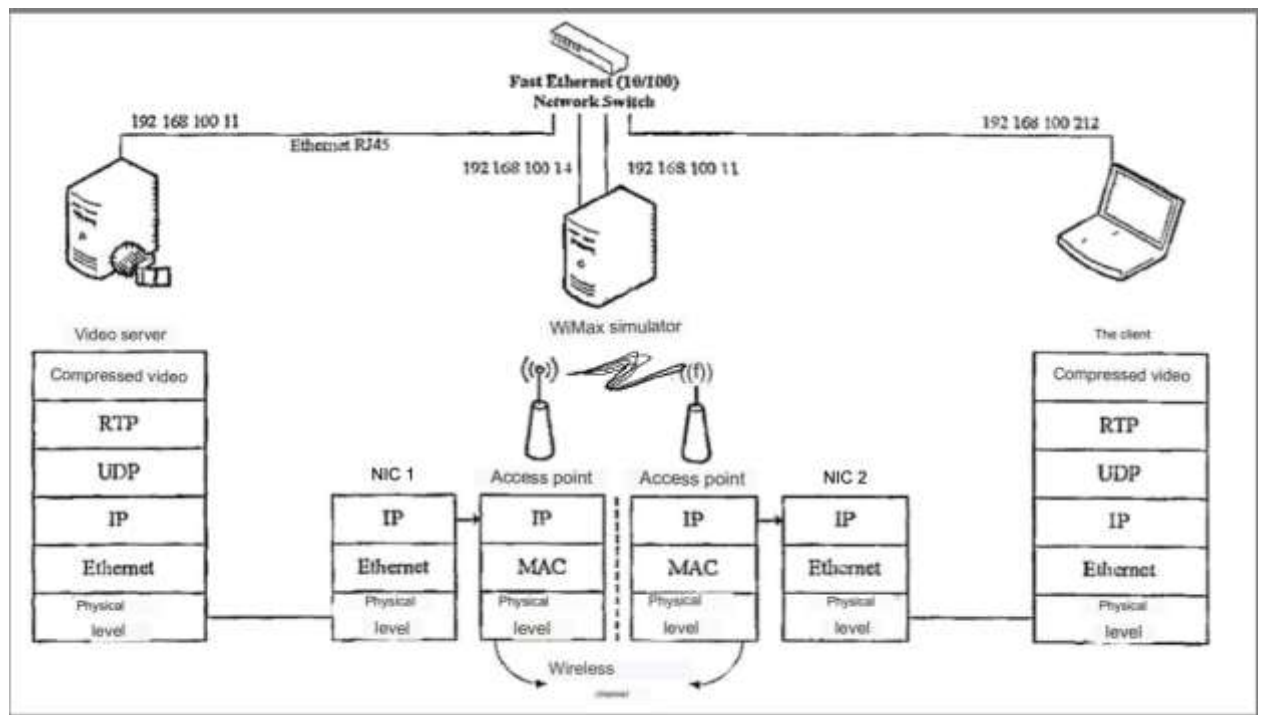 Fast Ethernet (10/100)
Network Switch
192 168 100 11
Ethernet RJ45
192 168 100 14
192 168 100 11
192 168 100 212
Video server
WiMax simulator
The client
Compressed video
RTP
UDP
IP
Ethernet
Physical
level
NIC 1
IP
Ethernet
Physical
level
((o))
Access point
IP
MAC
Physical
level
((f))
Access point
IP
MAC
Physical
level
NIC 2
IP
Ethernet
Physical
level
Compressed video
RTP
UDP
IP
Ethernet
Physical
level
Wireless
channel